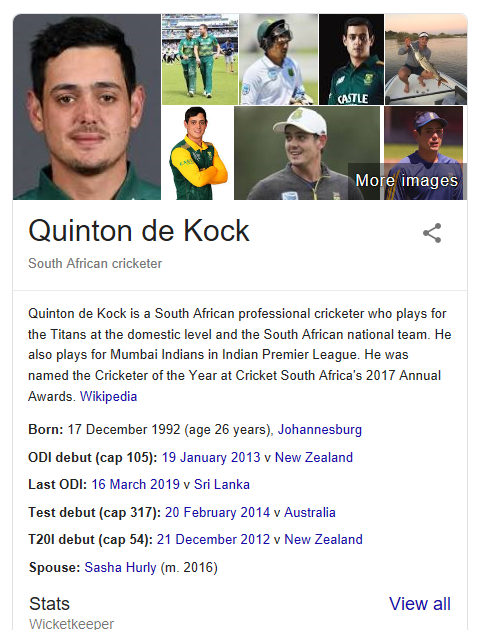 CASTLE
More images
Quinton de Kock
South African cricketer
Quinton de Kock is a South African professional cricketer who plays for
the Titans at the domestic level and the South African national team. He
also plays for Mumbai Indians in Indian Premier League. He was
named the Cricketer of the Year at Cricket South Africa's 2017 Annual
Awards. Wikipedia
Born: 17 December 1992 (age 26 years), Johannesburg
ODI debut (cap 105): 19 January 2013 v New Zealand
Last ODI: 16 March 2019 v Sri Lanka
Test debut (cap 317): 20 February 2014 v Australia
T20I debut (cap 54): 21 December 2012 v New Zealand
Spouse: Sasha Hurly (m. 2016)
Stats View all
Wicketkeeper